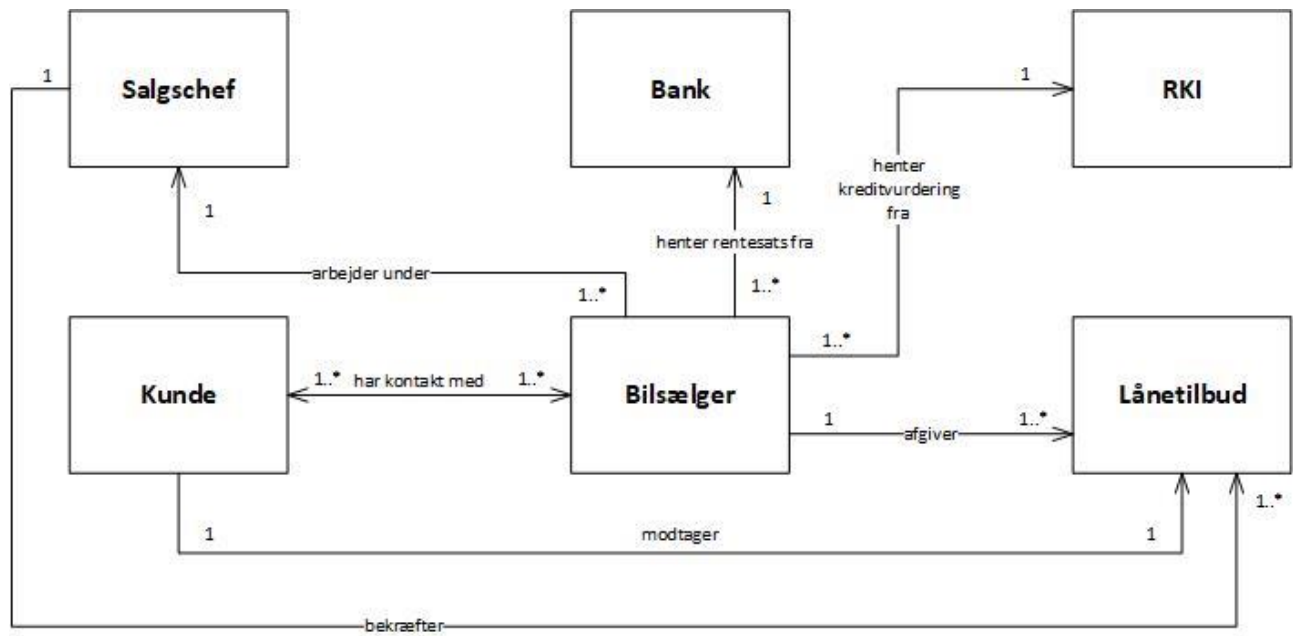 1
Salgschef
Bank
1
RKI
henter
kreditvurdering
fra
1
1
henter rentesats fra
arbejder under
1..*
1..*
1..*
Kunde
1..*
har kontakt med
1..*
Bilsælger
Lånetilbud
1
afgiver
1..*
1..*
1
modtager
1
bekræfter